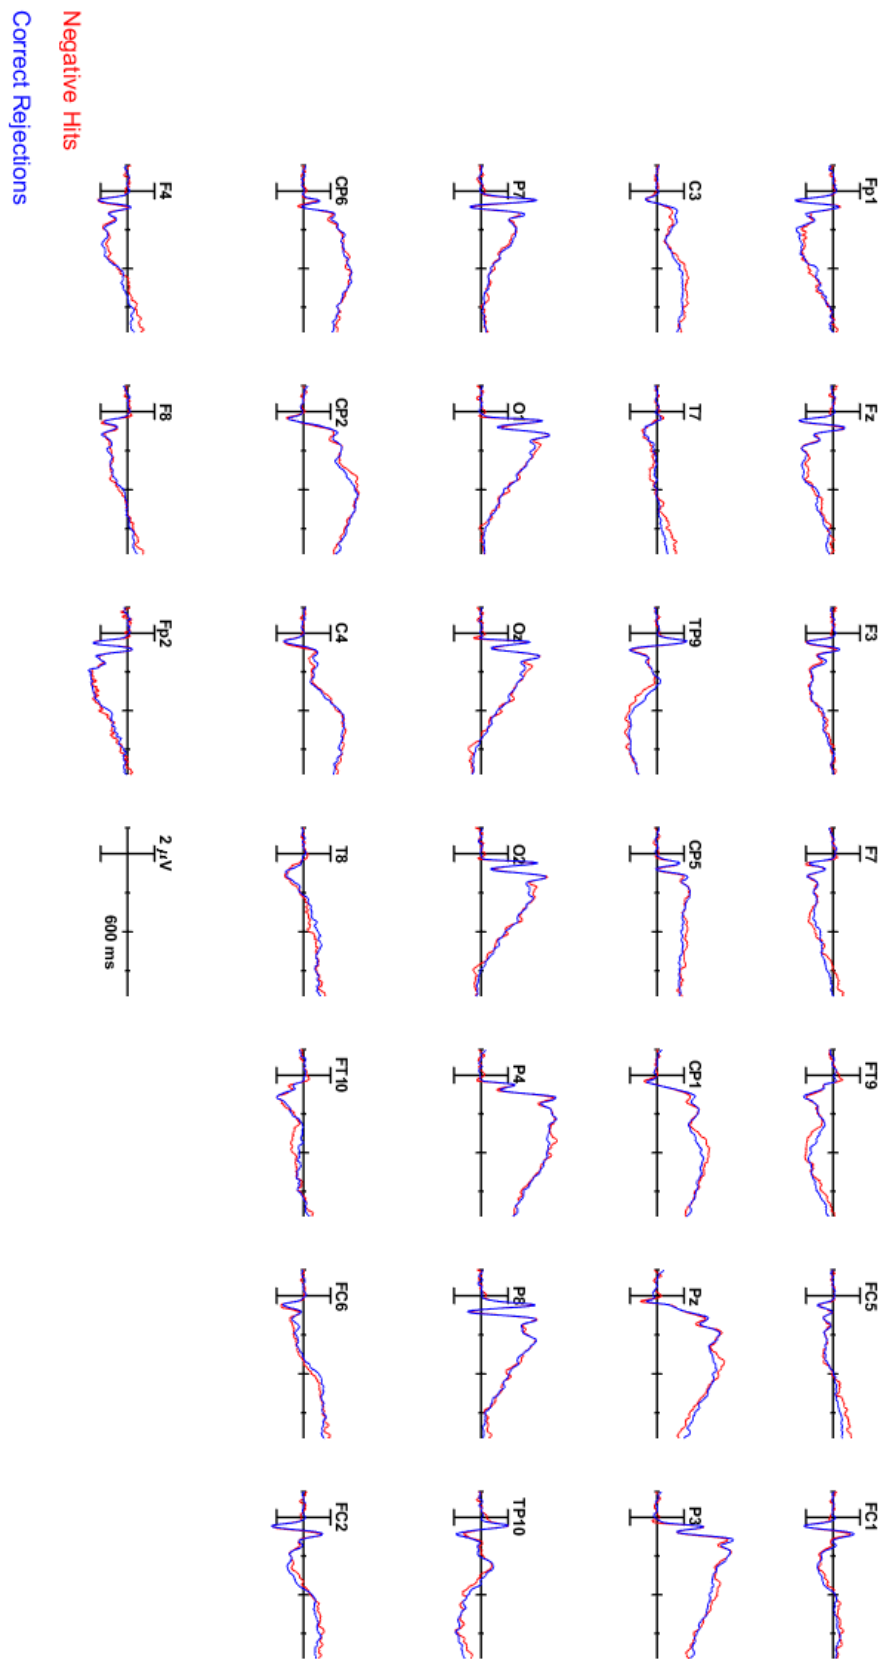 Fp1
Fz
F3
F7
FT9
FC5
FC1
C3
T7
TP9
CP5
CP1
Pz
P3
P7
O1
Oz
O2
P4
P8
TP10
CP6
CP2
C4
T8
FT10
FC6
FC2
F4
F8
Fp2
2 μV
600 ms
Negative Hits
Correct Rejections